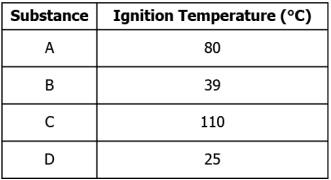 Substance Ignition Temperature (°C)
A 80
B 39
C 110
D 25